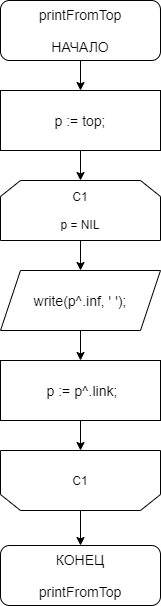 printFromTop
НАЧАЛО
p := top;
C1
p = NIL
write(p^.inf, ' ');
p := p^.link;
C1
КОНЕЦ
printFromTop